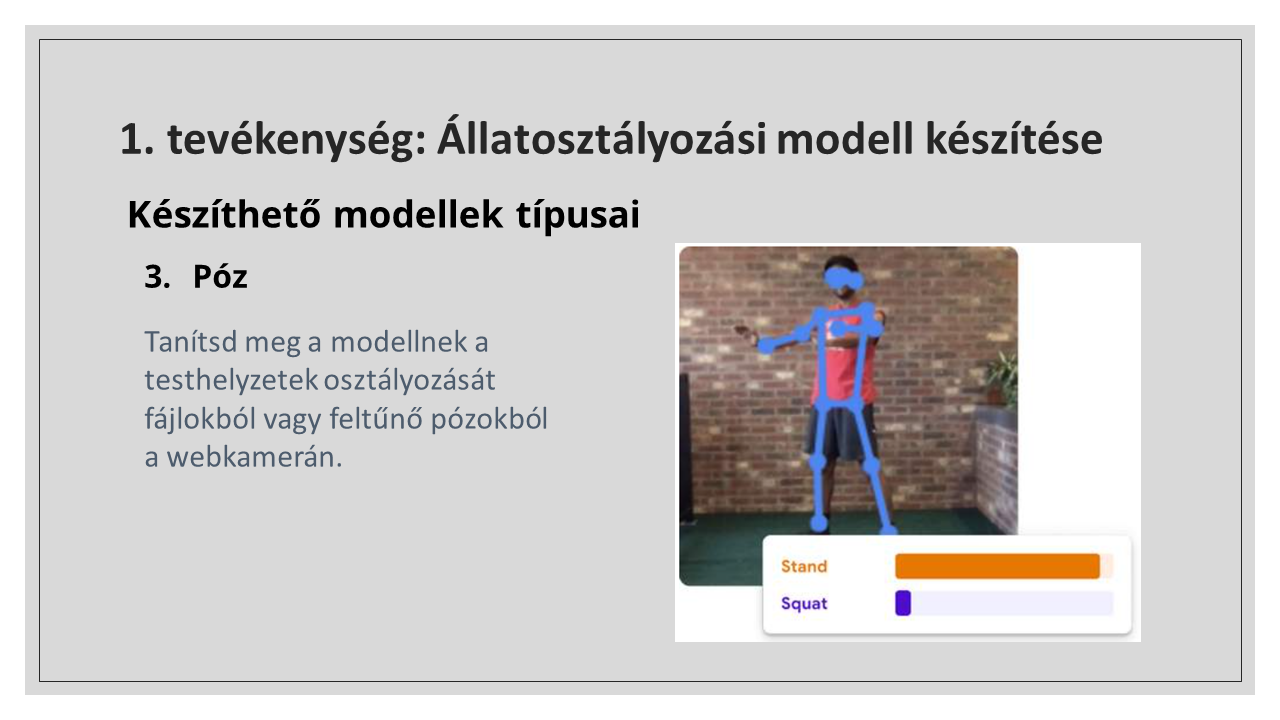 1. tevékenység: Állatosztályozási modell készítése
Készíthető modellek típusai
3. Póz
Tanítsd meg a modellnek a
testhelyzetek osztályozását
fájlokból vagy feltűnő pózokból
a webkamerán.
Stand
Squat